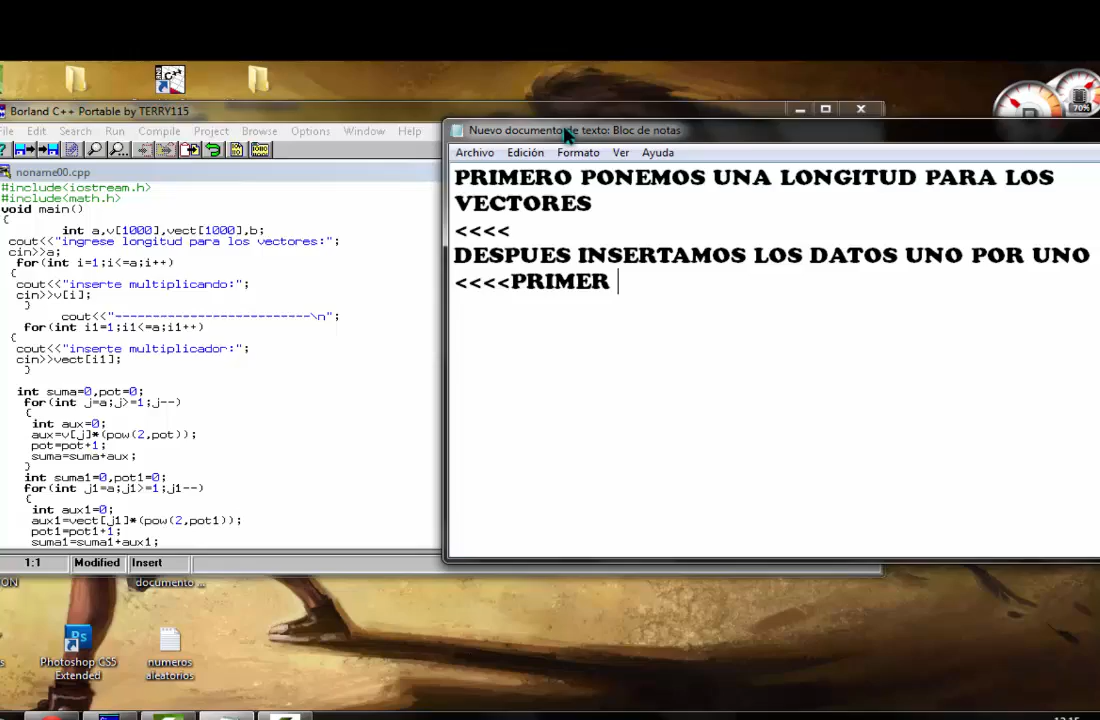 C++
70%
Borland C++ Portable by TERRY115
File Edit Search Run Compile Project Browse Options Window Help
noname00.cpp
#include<iostream.h>
#include<math.h>
void main()
{
int a,v[1000],vect[1000],b;
cout<<"ingrese longitud para los vectores:";
cin>>a;
for(int i=1;i<=a;i++)
{
cout<<"inserte multiplicando:";
cin>>v[i];
}
cout<<"--------------------------\n";
for(int i1=1;i1<=a;i1++)
{
cout<<"inserte multiplicador:";
cin>>vect[i1];
}
int suma=0,pot=0;
for(int j=a;j>=1;j--)
{
int aux=0;
aux=v[j]*(pow(2,pot));
pot=pot+1;
suma=suma+aux;
}
int suma1=0,pot1=0;
for(int j1=a;j1>=1;j1--)
{
int aux1=0;
aux1=vect[j1]*(pow(2,pot1));
pot1=pot1+1;
suma1=suma1+aux1;
1:1 Modified Insert
Nuevo documento de texto: Bloc de notas
Archivo Edición Formato Ver Ayuda
PRIMERO PONEMOS UNA LONGITUD PARA LOS
VECTORES
<<<<
DESPUES INSERTAMOS LOS DATOS UNO POR UNO
<<<<PRIMER
documento ...
Ps
Photoshop CS5
Extended
numeros
aleatorios